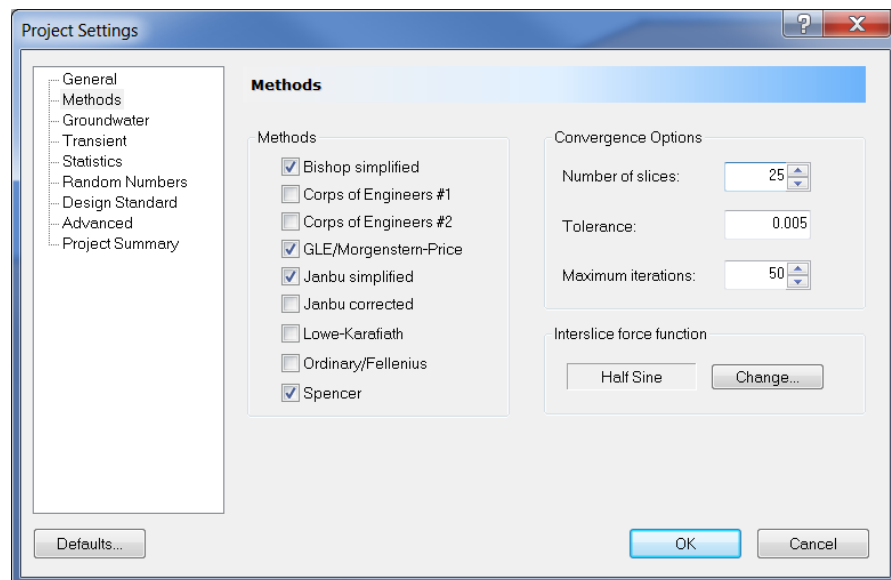 Project Settings
?
X
General
Methods
Groundwater
Transient
Statistics
Random Numbers
Design Standard
Advanced
Project Summary
Methods
Methods
Bishop simplified
Corps of Engineers #1
Corps of Engineers #2
GLE/Morgenstern-Price
Janbu simplified
Janbu corrected
Lowe-Karafiath
Ordinary/Fellenius
Spencer
Convergence Options
Number of slices: 25
Tolerance: 0.005
Maximum iterations: 50
Interslice force function
Half Sine Change...
Defaults... OK Cancel